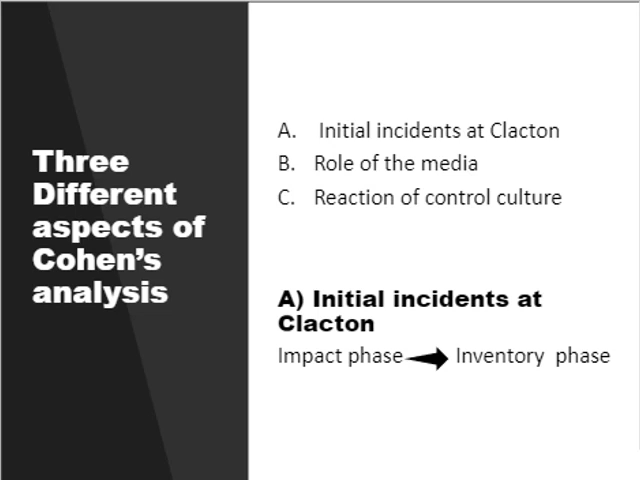 Three
Different
aspects of
Cohen’s
analysis
A. Initial incidents at Clacton
B. Role of the media
C. Reaction of control culture
A) Initial incidents at
Clacton
Impact phase Inventory phase